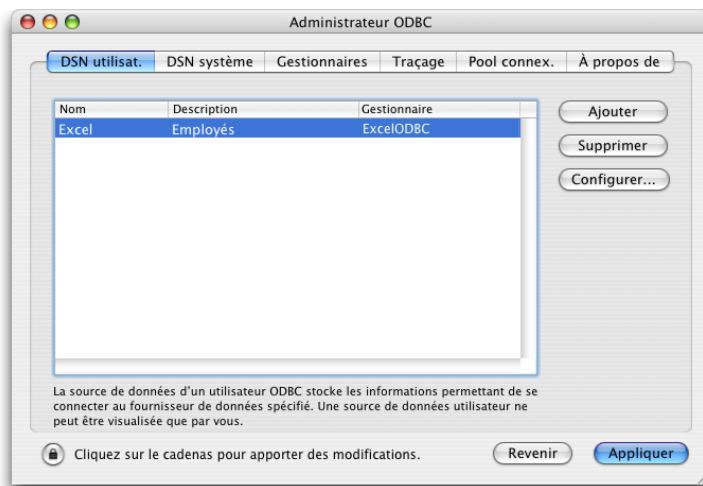 Administrateur ODBC
DSN utilisat. DSN système Gestionnaires Traçage Pool connex. À propos de
Nom Description Gestionnaire
Excel Employés ExcelODBC
Ajouter
Supprimer
Configurer...
La source de données d'un utilisateur ODBC stocke les informations permettant de se
connecter au fournisseur de données spécifié. Une source de données utilisateur ne
peut être visualisée que par vous.
Cliquez sur le cadenas pour apporter des modifications. Revenir Appliquer